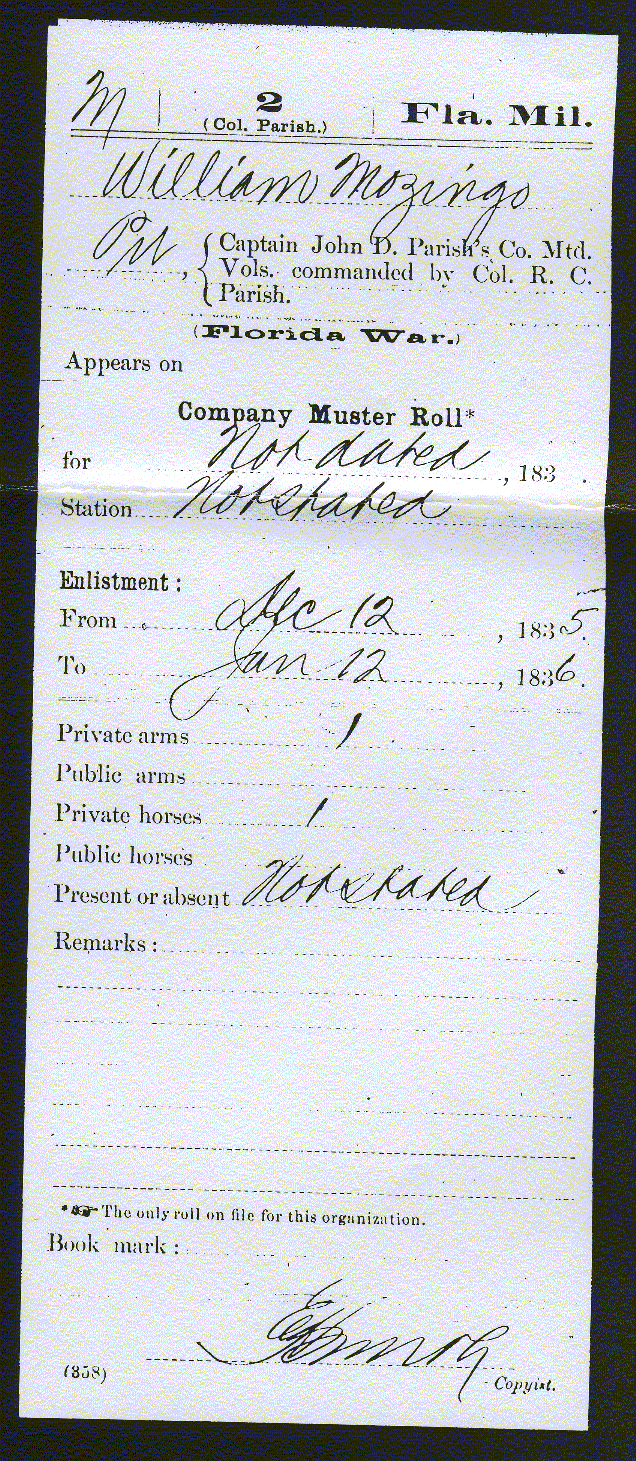 M | 2 (Col. Parish.) | Fla. Mil.
William Mozingo
Pvt, { Captain John D. Parish's Co. Mtd.
Vols. commanded by Col. R. C.
Parish.
(Florida War.)
Appears on
Company Muster Roll*
for Not dated, 183 .
Station Not stated
Enlistment:
From Dec 12, 1835.
To Jan 12, 1836.
Private arms 1
Public arms
Private horses 1
Public horses
Present or absent Not stated
Remarks:
*☞ The only roll on file for this organization.
Book mark:
(358)
Copyist.